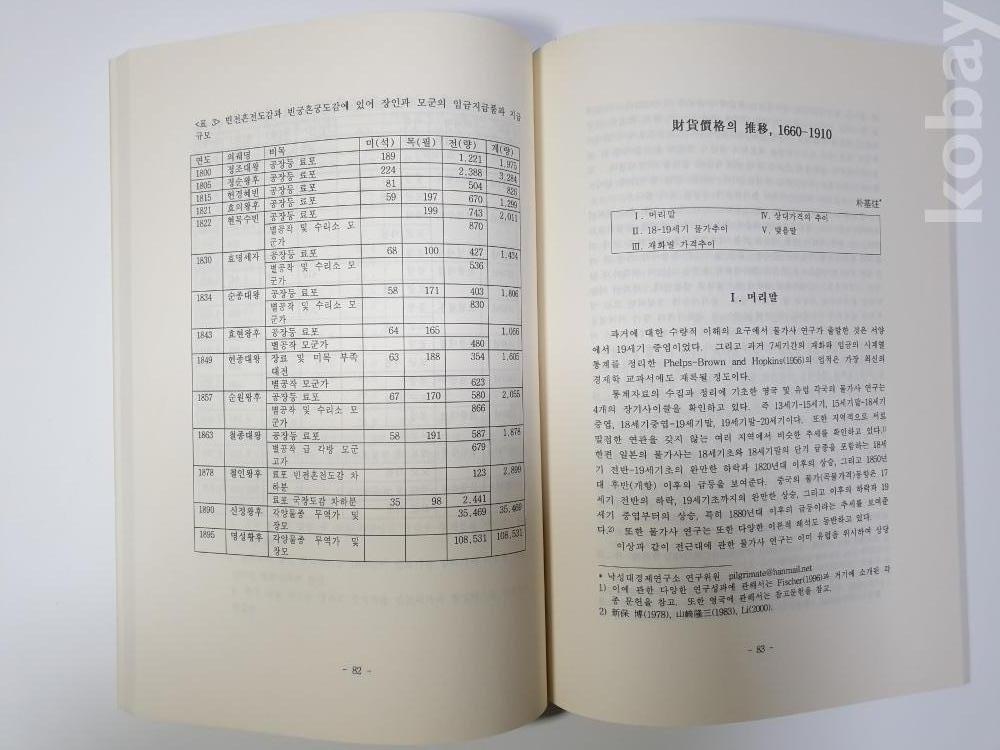 <표 3> 빈전혼전도감과 빈궁혼궁도감에 있어 장인과 모군의 임금지급률과 지급
규모
연도 의궤명 비목 미(석) 목(필) 전(량) 계(량)
1800 정조대왕 공장등 료포 189 1,221 1,975
1805 정순왕후 공장등 료포 224 2,388 3,284
1815 헌경혜빈 공장등 료포 81 504 826
1821 효의왕후 공장등 료포 59 197 670 1,299
1822 현목수빈 공장등 료포 199 743 2,011
별공작 및 수리소 모 870
군가
1830 효명세자 공장등 료포 68 100 427 1,434
별공작 및 수리소 모 536
군가
1834 순종대왕 공장등 료포 58 171 403 1,806
별공작 및 수리소 모 830
군가
1843 효현왕후 공장등 료포 64 165 1,066
별공작 모군가 480
1849 헌종대왕 장료 및 미목 부족 63 188 354 1,605
대전
별공작 모군가 623
1857 순원왕후 공장등 료포 67 170 580 2,055
별공작 및 수리소 모 866
군가
1863 철종대왕 공장등 료포 58 191 587 1,878
별공작 급 각방 모군 679
고가
1878 철인왕후 료포 빈전혼전도감 차 123 2,899
하분
료포 국장도감 차하분 35 98 2,441
1890 신정왕후 각양물종 무역가 및 35,469 35,469
장모
1895 명성황후 각양물종 무역가 및 108,531 108,531
장모
- 82 -
財貨價格의 推移, 1660-1910
朴基炷*
Ⅰ. 머리말 Ⅳ. 상대가격의 추이
Ⅱ. 18-19세기 물가추이 Ⅴ. 맺음말
Ⅲ. 재화별 가격추이
Ⅰ. 머리말
과거에 대한 수량적 이해의 요구에서 물가사 연구가 출발한 것은 서양
에서 19세기 중엽이었다. 그리고 과거 7세기간의 재화와 임금의 시계열
통계를 정리한 Phelps-Brown and Hopkins(1956)의 업적은 가장 최신의
경제학 교과서에도 재록될 정도이다.
통계자료의 수집과 정리에 기초한 영국 및 유럽 각국의 물가사 연구는
4개의 장기사이클을 확인하고 있다. 즉 13세기-15세기, 15세기말-18세기
중엽, 18세기중엽-19세기말, 19세기말-20세기이다. 또한 지역적으로 서로
밀접한 연관을 갖지 않는 여러 지역에서 비슷한 추세를 확인하고 있다.1)
한편 일본의 물가사는 18세기초와 18세기말의 단기 급증을 포함하는 18세
기 전반-19세기초의 완만한 하락과 1820년대 이후의 상승, 그리고 1850년
대 후반(개항) 이후의 급등을 보여준다. 중국의 물가(곡물가격)동향은 17
세기 전반의 하락, 19세기초까지의 완만한 상승, 그리고 이후의 하락과 19
세기 중엽부터의 상승, 특히 1880년대 이후의 급등이라는 추세를 보여준
다.2) 또한 물가사 연구는 또한 다양한 이론적 해석도 동반하고 있다.
이상과 같이 전근대에 관한 물가사 연구는 이미 유럽을 위시하여 상당
* 낙성대경제연구소 연구위원 pilgrimate@hanmail.net
1) 이에 관한 다양한 연구성과에 관해서는 Fischer(1996)과 거기에 소개된 각
종 문헌을 참고. 또한 영국에 관해서는 참고문헌을 참고.
2) 新保 博(1978), 山崎隆三(1983), Li(2000).
- 83 -
kobay